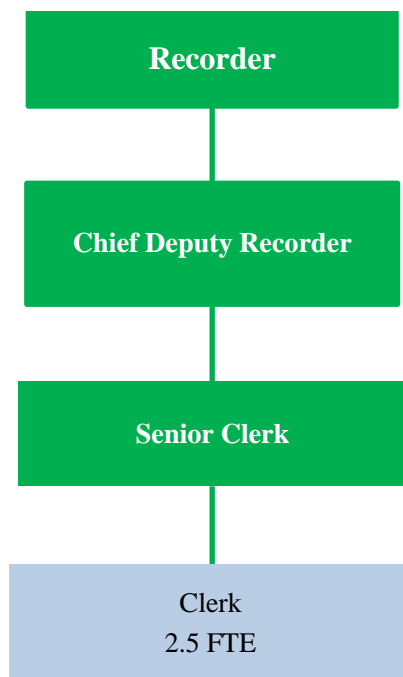 Recorder
Chief Deputy Recorder
Senior Clerk
Clerk
2.5 FTE